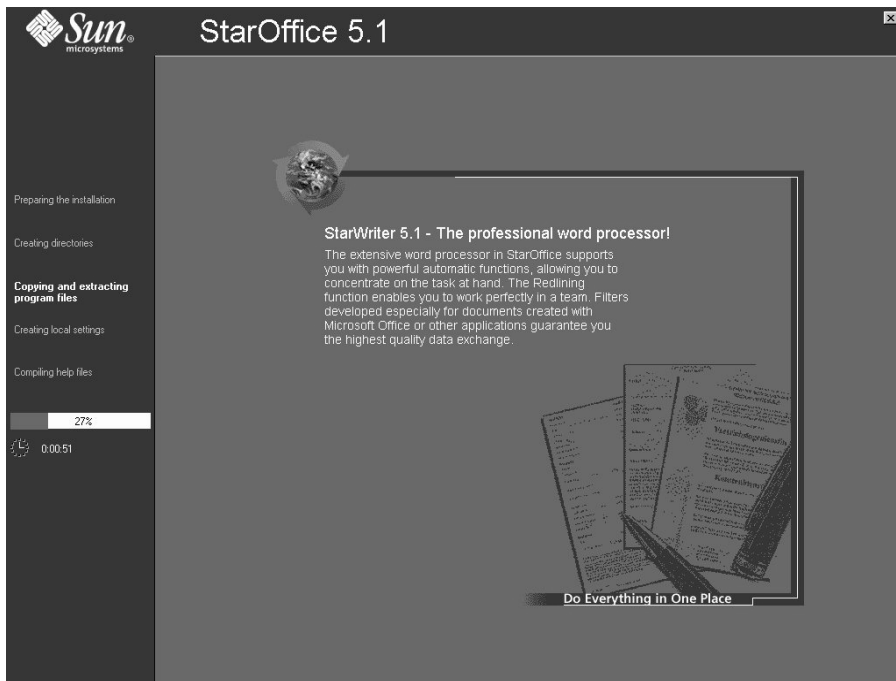 Sun
microsystems
StarOffice 5.1
Preparing the installation
Creating directories
Copying and extracting
program files
Creating local settings
Compiling help files
27%
0:00:51
StarWriter 5.1 - The professional word processor!
The extensive word processor in StarOffice supports
you with powerful automatic functions, allowing you to
concentrate on the task at hand. The Redlining
function enables you to work perfectly in a team. Filters
developed especially for documents created with
Microsoft Office or other applications guarantee you
the highest quality data exchange.
Do Everything in One Place